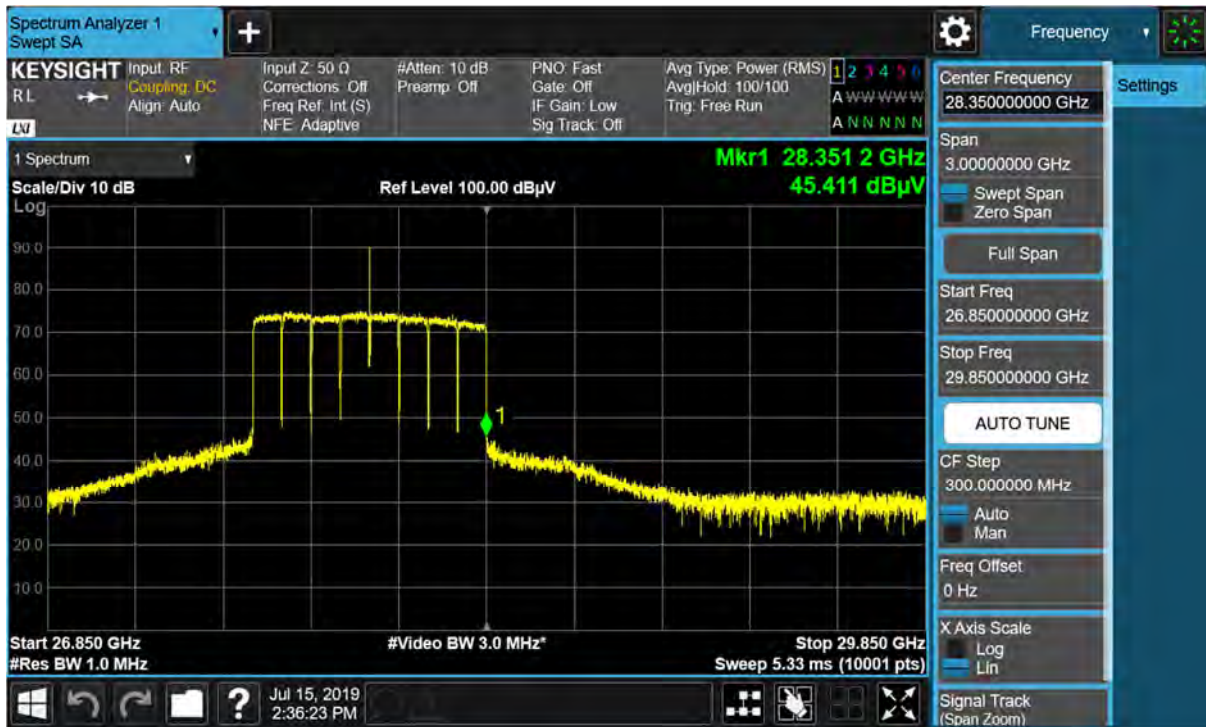 Spectrum Analyzer 1
Swept SA
+
Frequency
KEYSIGHT
RL
LXI
Input: RF
Coupling: DC
Align: Auto
Input Z: 50 Ω
Corrections: Off
Freq Ref: Int (S)
NFE: Adaptive
#Atten: 10 dB
Preamp: Off
PNO: Fast
Gate: Off
IF Gain: Low
Sig Track: Off
Avg Type: Power (RMS)
Avg|Hold: 100/100
Trig: Free Run
1 2 3 4 5 6
A W W W W W
A N N N N N
1 Spectrum
Scale/Div 10 dB
Log
Ref Level 100.00 dBµV
Mkr1 28.351 2 GHz
45.411 dBµV
90.0
80.0
70.0
60.0
50.0
40.0
30.0
20.0
10.0
1
Start 26.850 GHz
#Res BW 1.0 MHz
#Video BW 3.0 MHz*
Stop 29.850 GHz
Sweep 5.33 ms (10001 pts)
Center Frequency
28.350000000 GHz
Span
3.00000000 GHz
Swept Span
Zero Span
Full Span
Start Freq
26.850000000 GHz
Stop Freq
29.850000000 GHz
AUTO TUNE
CF Step
300.000000 MHz
Auto
Man
Freq Offset
0 Hz
X Axis Scale
Log
Lin
Signal Track
(Span Zoom)
Settings
?
Jul 15, 2019
2:36:23 PM